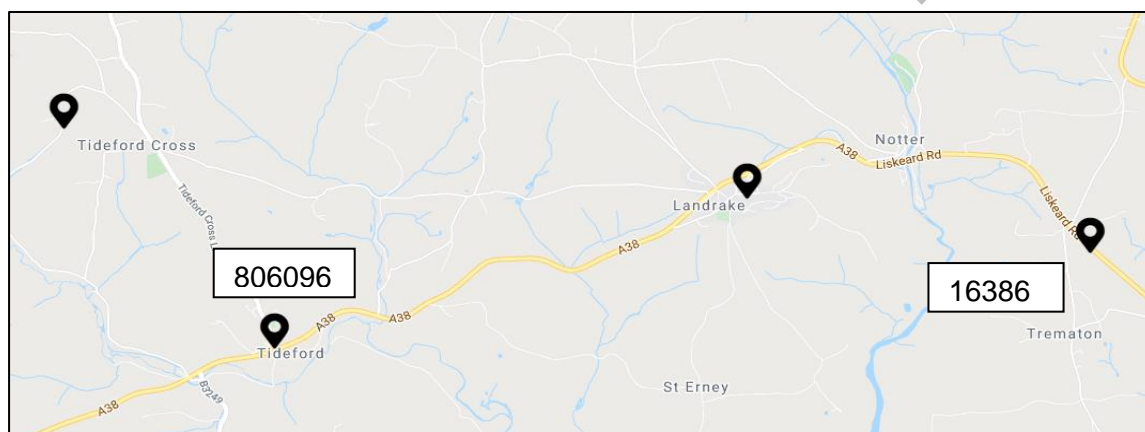 Notter
A38
Liskeard Rd
Tideford Cross
Landrake
Liskeard Rd
Tideford Cross L
A38
806096
16386
A38
A38
Trematon
Tideford
B3249
St Erney
A38